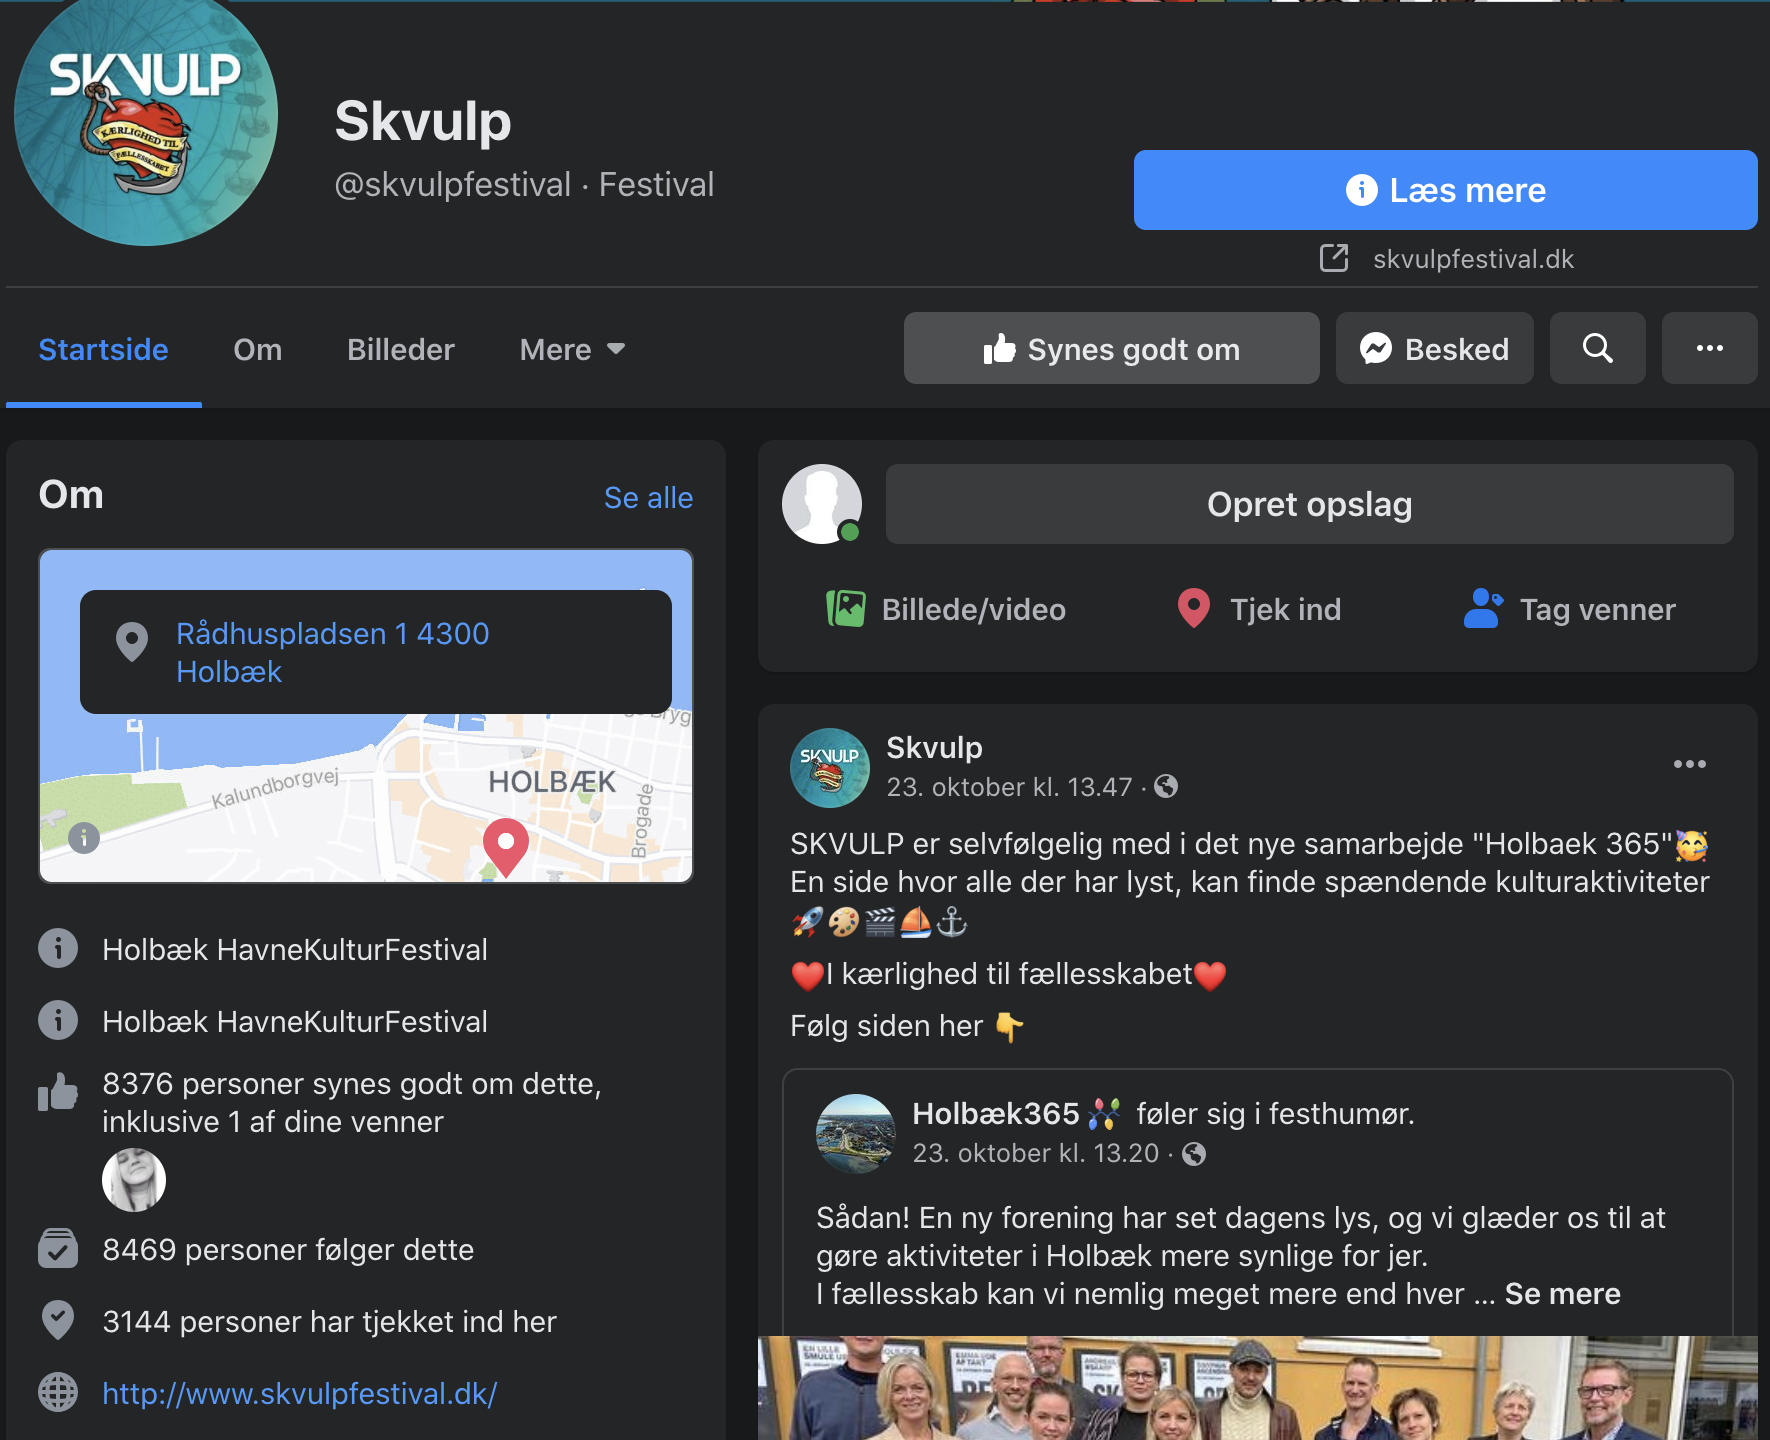 SKVULP
KÆRLIGHED TIL
FÆLLESSKABET
Skvulp
@skvulpfestival · Festival
Læs mere
skvulpfestival.dk
Startside
Om
Billeder
Mere
Synes godt om
Besked
Om
Se alle
Rådhuspladsen 1 4300
Holbæk
Kalundborgvej
HOLBÆK
Brogade
Holbæk HavneKulturFestival
Holbæk HavneKulturFestival
8376 personer synes godt om dette,
inklusive 1 af dine venner
8469 personer følger dette
3144 personer har tjekket ind her
http://www.skvulpfestival.dk/
Opret opslag
Billede/video
Tjek ind
Tag venner
SKVULP
Skvulp
23. oktober kl. 13.47 ·
SKVULP er selvfølgelig med i det nye samarbejde "Holbaek 365"🥳
En side hvor alle der har lyst, kan finde spændende kulturaktiviteter
🚀🎨🎬⛵⚓
❤️I kærlighed til fællesskabet❤️
Følg siden her 👇
Holbæk365 føler sig i festhumør.
23. oktober kl. 13.20 ·
Sådan! En ny forening har set dagens lys, og vi glæder os til at
gøre aktiviteter i Holbæk mere synlige for jer.
I fællesskab kan vi nemlig meget mere end hver ... Se mere